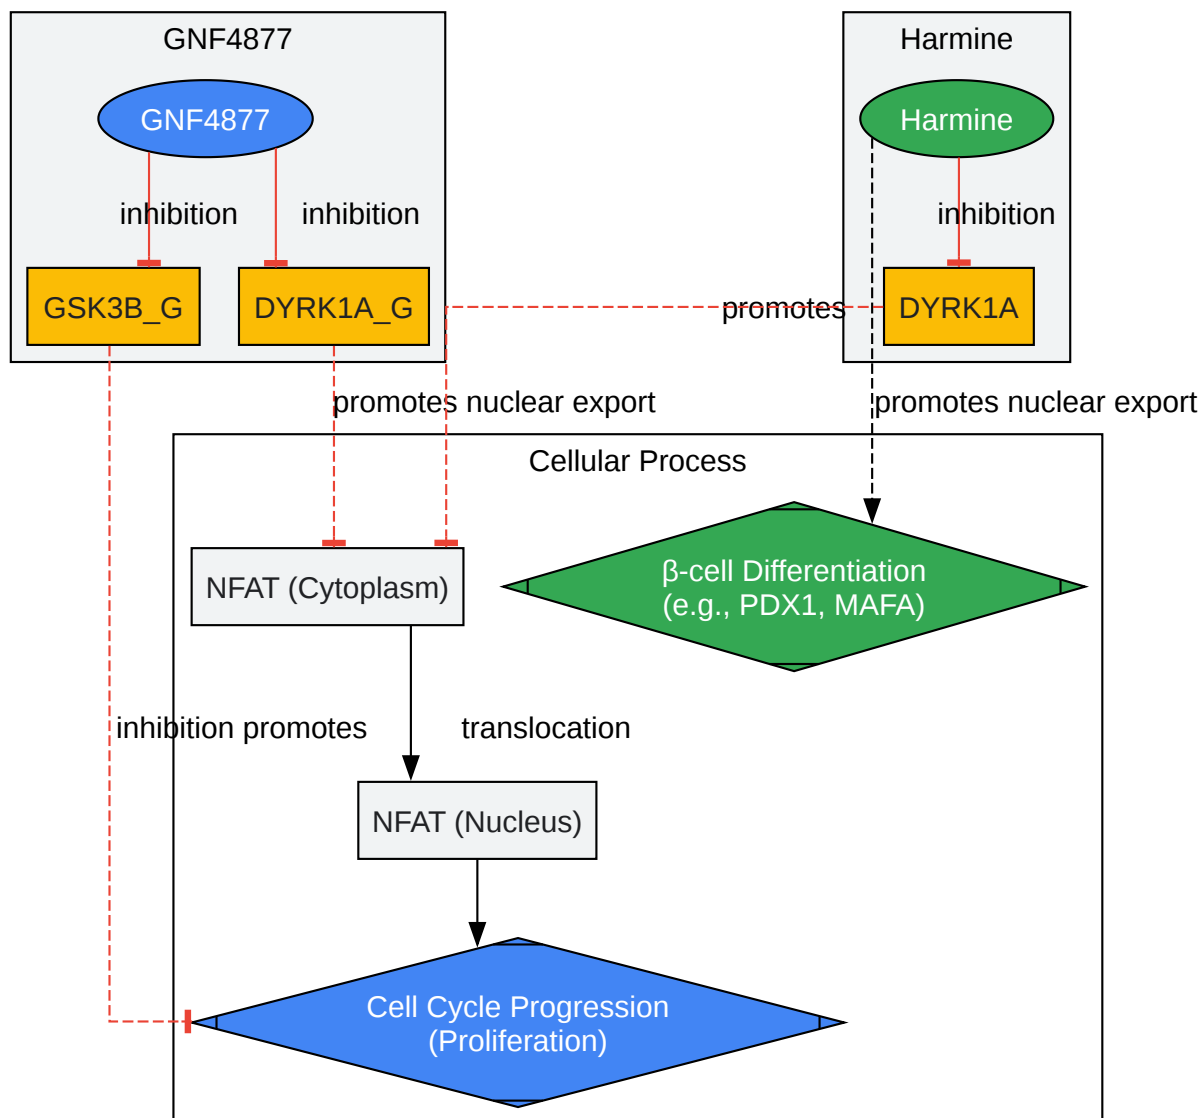 GNF4877
Harmine
GNF4877
Harmine
inhibition
inhibition
inhibition
GSK3B_G
DYRK1A_G
promotes
DYRK1A
promotes nuclear export
promotes nuclear export
Cellular Process
NFAT (Cytoplasm)
β-cell Differentiation
(e.g., PDX1, MAFA)
inhibition promotes
translocation
NFAT (Nucleus)
Cell Cycle Progression
(Proliferation)